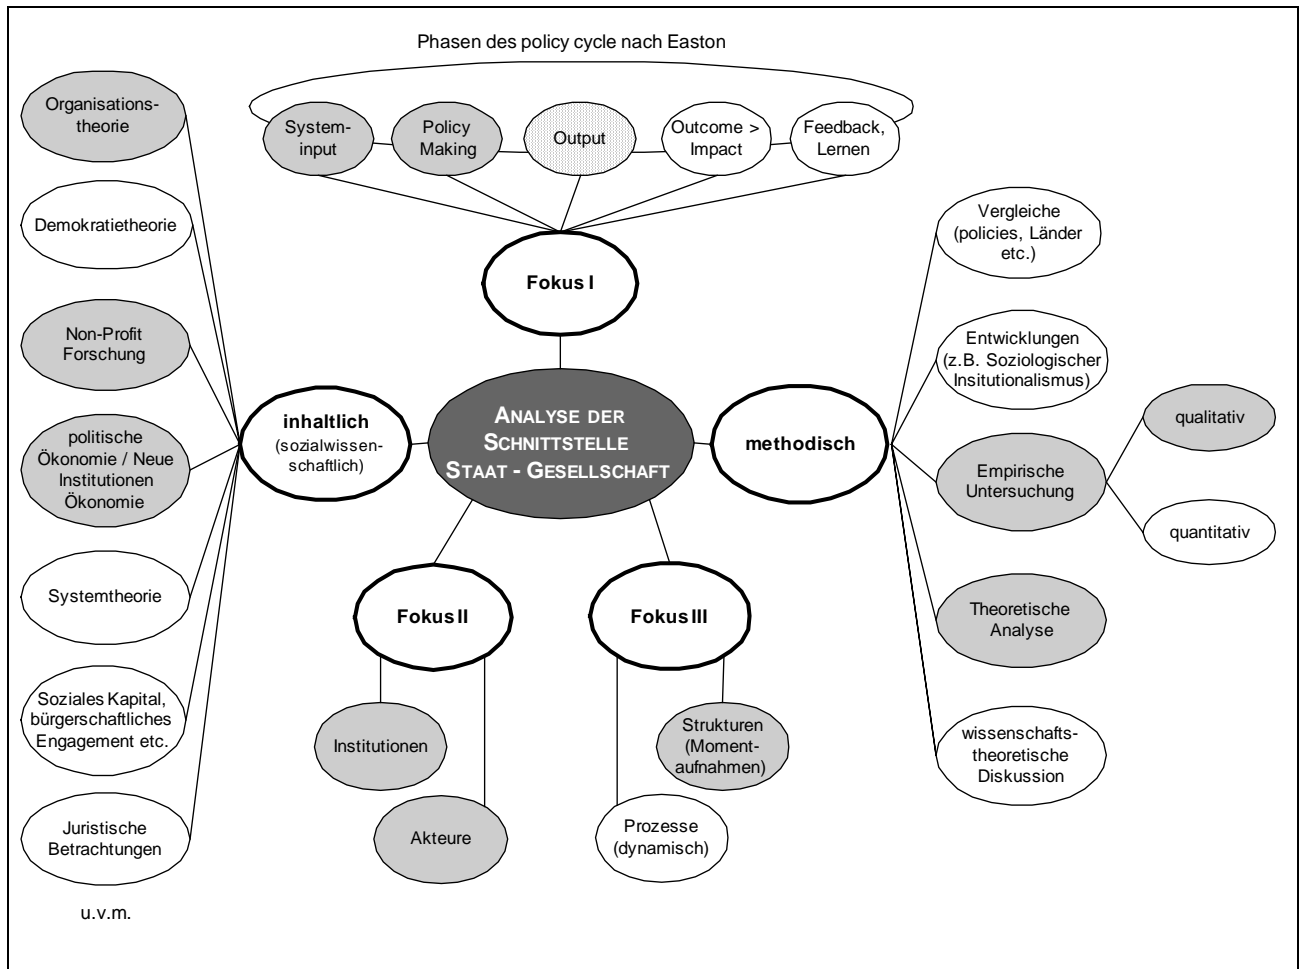 Phasen des policy cycle nach Easton
Organisations-
theorie
System-
input
Policy
Making
Output
Outcome >
Impact
Feedback,
Lernen
Demokratietheorie
Vergleiche
(policies, Länder
etc.)
Fokus I
Non-Profit
Forschung
Entwicklungen
(z.B. Soziologischer
Insitutionalismus)
inhaltlich
(sozialwissen-
schaftlich)
ANALYSE DER
SCHNITTSTELLE
STAAT - GESELLSCHAFT
methodisch
qualitativ
politische
Ökonomie / Neue
Institutionen
Ökonomie
Empirische
Untersuchung
quantitativ
Systemtheorie
Fokus II
Fokus III
Theoretische
Analyse
Soziales Kapital,
bürgerschaftliches
Engagement etc.
Institutionen
Strukturen
(Moment-
aufnahmen)
wissenschafts-
theoretische
Diskussion
Juristische
Betrachtungen
Akteure
Prozesse
(dynamisch)
u.v.m.